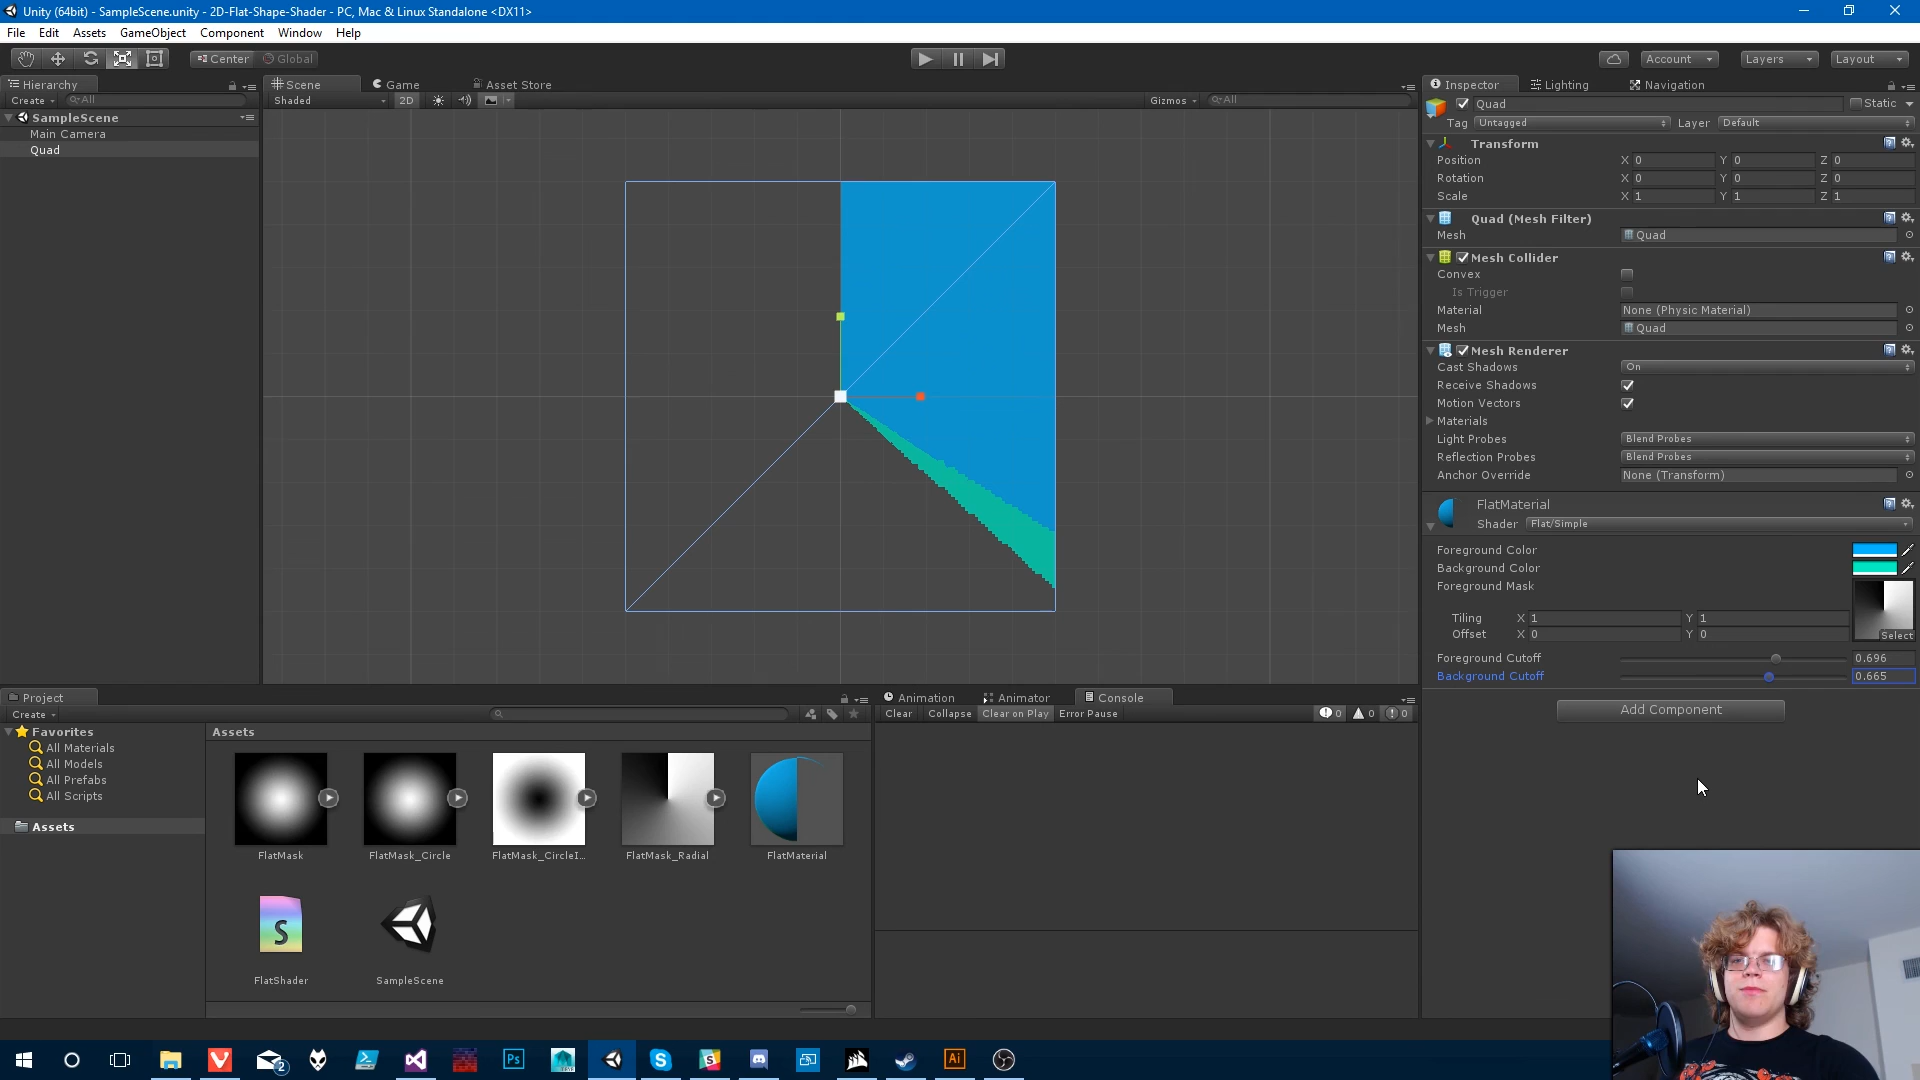 Unity (64bit) - SampleScene.unity - 2D-Flat-Shape-Shader - PC, Mac & Linux Standalone <DX11>
File Edit Assets GameObject Component Window Help
Center Global
Account Layers Layout
Hierarchy
Create All
SampleScene
Main Camera
Quad
Scene Game Asset Store
Shaded 2D Gizmos All
Inspector Lighting Navigation
Quad Static
Tag Untagged Layer Default
Transform
Position X 0 Y 0 Z 0
Rotation X 0 Y 0 Z 0
Scale X 1 Y 1 Z 1
Quad (Mesh Filter)
Mesh Quad
Mesh Collider
Convex
Is Trigger
Material None (Physic Material)
Mesh Quad
Mesh Renderer
Cast Shadows On
Receive Shadows
Motion Vectors
Materials
Light Probes Blend Probes
Reflection Probes Blend Probes
Anchor Override None (Transform)
FlatMaterial
Shader Flat/Simple
Foreground Color
Background Color
Foreground Mask
Tiling X 1 Y 1
Offset X 0 Y 0
Select
Foreground Cutoff 0.696
Background Cutoff 0.665
Add Component
Project
Create
Favorites
All Materials
All Models
All Prefabs
All Scripts
Assets
Assets
FlatMask FlatMask_Circle FlatMask_CircleI... FlatMask_Radial FlatMaterial
S
FlatShader SampleScene
Animation Animator Console
Clear Collapse Clear on Play Error Pause 0 0 0
2 Ps S Ai